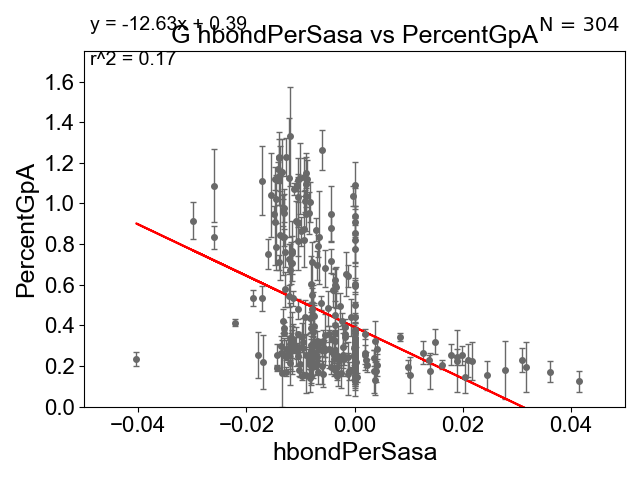 y = -12.63x + 0.39
N = 304
G hbondPerSasa vs PercentGpA
r^2 = 0.17
1.6
1.4
1.2
1.0
0.8
0.6
0.4
0.2
0.0
PercentGpA
−0.04 −0.02 0.00 0.02 0.04
hbondPerSasa